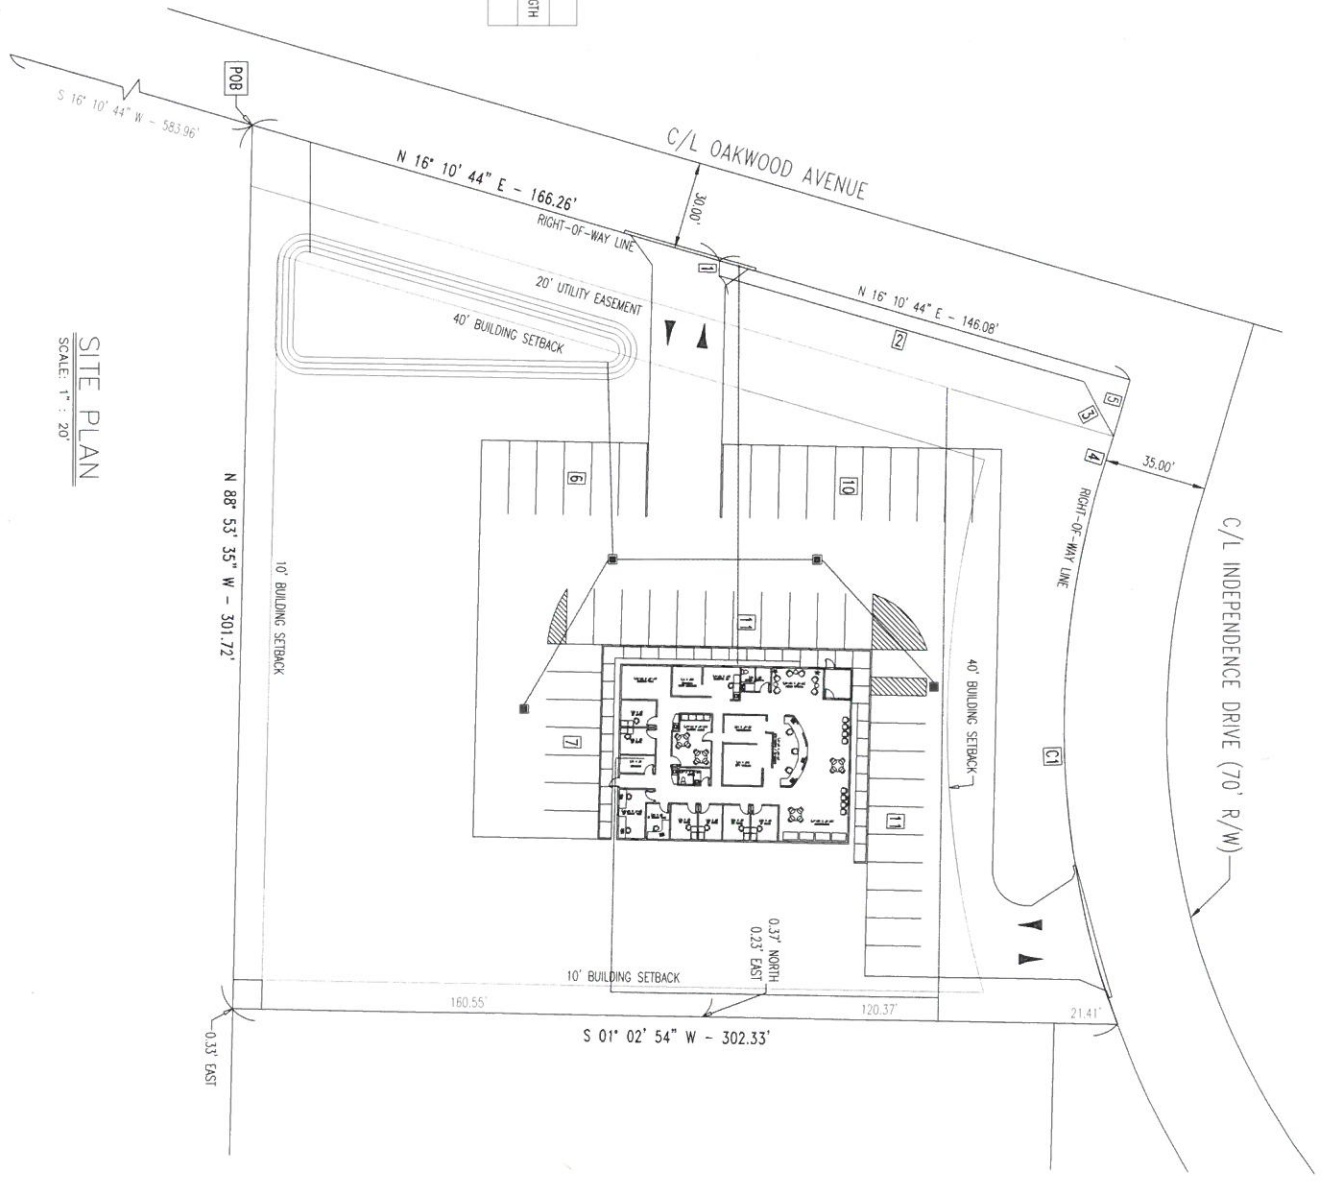 GTH
POB
S 16° 10' 44" W - 583.96'
N 16° 10' 44" E - 166.26'
RIGHT-OF-WAY LINE
C/L OAKWOOD AVENUE
30.00'
1
20' UTILITY EASEMENT
40' BUILDING SETBACK
N 16° 10' 44" E - 146.08'
2
5
3
4
35.00'
RIGHT-OF-WAY LINE
C/L INDEPENDENCE DRIVE (70' R/W)
SITE PLAN
SCALE: 1" : 20'
6
10
N 88° 53' 35" W - 301.72'
10' BUILDING SETBACK
11
7
40' BUILDING SETBACK
C1
11
0.37' NORTH
0.23' EAST
10' BUILDING SETBACK
160.55'
120.37'
21.41'
S 01° 02' 54" W - 302.33'
0.33' EAST